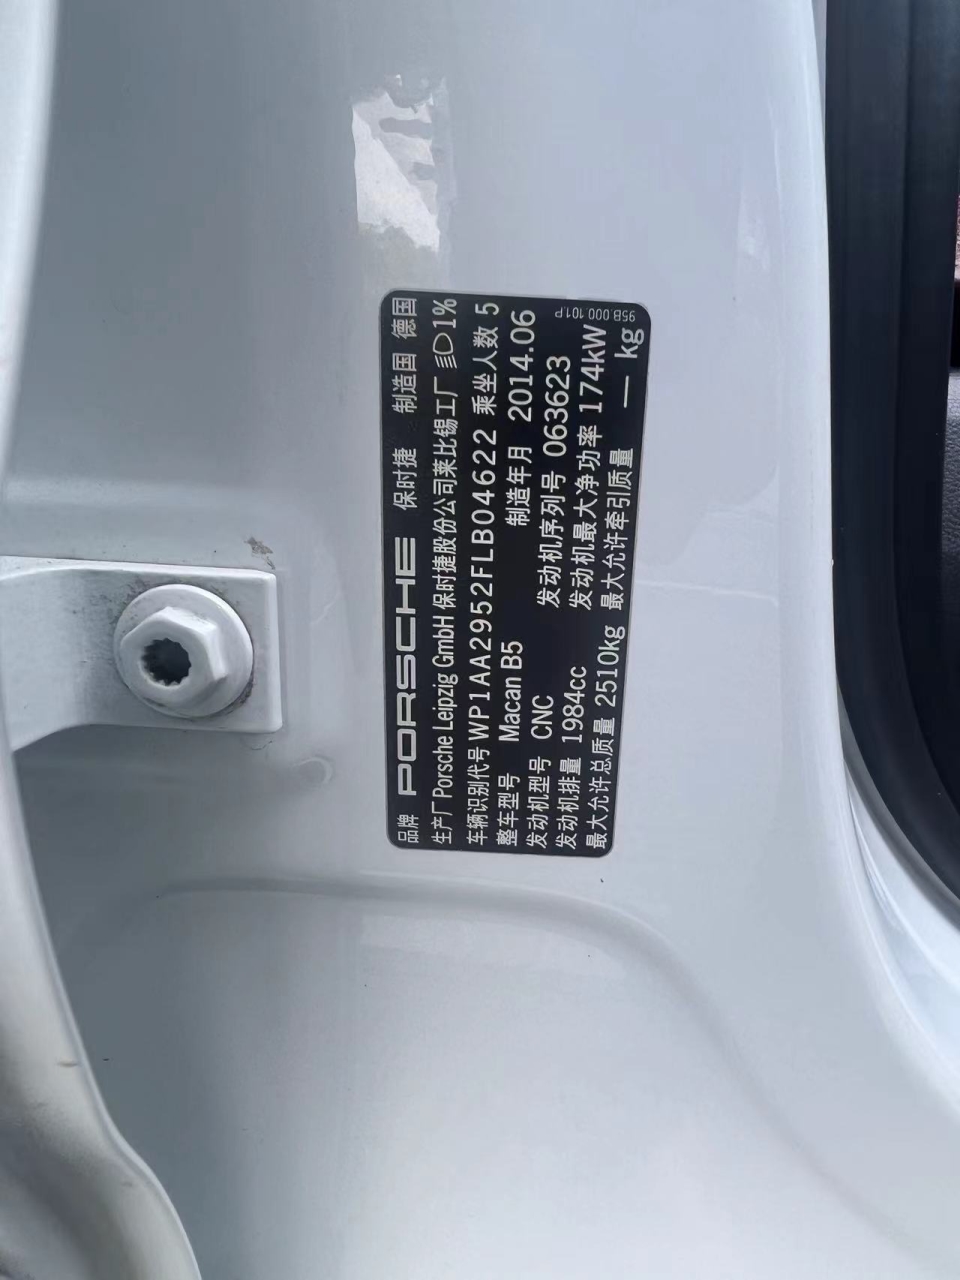 品牌 PORSCHE 保时捷 制造国 德国
生产厂 Porsche Leipzig GmbH 保时捷股份公司莱比锡工厂 1%
车辆识别代号 WP1AA2952FLB04622 乘坐人数 5
整车型号 Macan B5 制造年月 2014.06
发动机型号 CNC 发动机序列号 063623
发动机排量 1984cc 发动机最大净功率 174kW
最大允许总质量 2510kg 最大允许牵引质量 — kg
95B.000.101.P